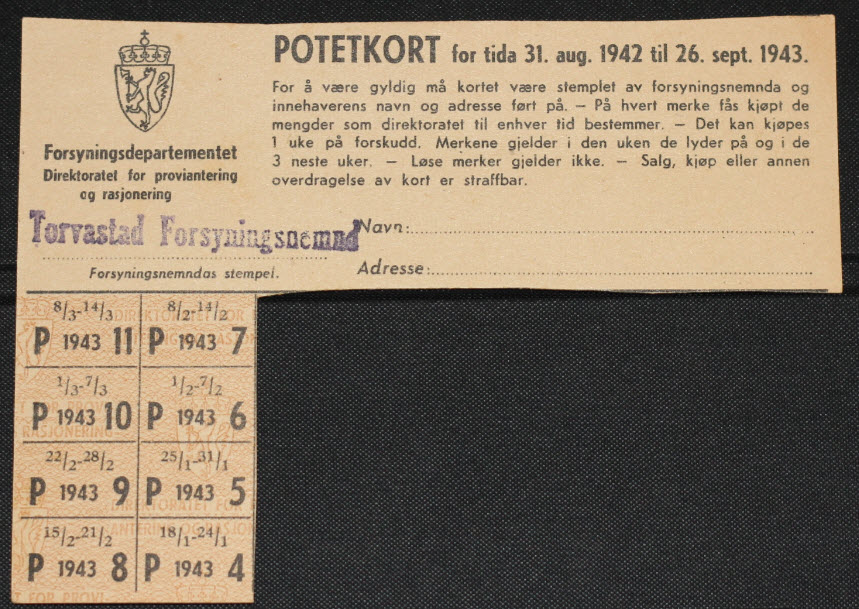 POTETKORT for tida 31. aug. 1942 til 26. sept. 1943.
For å være gyldig må kortet være stemplet av forsyningsnemnda og
innehaverens navn og adresse ført på. — På hvert merke fås kjøpt de
mengder som direktoratet til enhver tid bestemmer. — Det kan kjøpes
1 uke på forskudd. Merkene gjelder i den uken de lyder på og i de
3 neste uker. — Løse merker gjelder ikke. — Salg, kjøp eller annen
overdragelse av kort er straffbar.
Forsyningsdepartementet
Direktoratet for proviantering
og rasjonering
Torvastad Forsyningsnemnd
Forsyningsnemndas stempel.
Navn:
Adresse:
8/3-14/3
P 1943 11
8/2-14/2
P 1943 7
1/3-7/3
P 1943 10
1/2-7/2
P 1943 6
22/2-28/2
P 1943 9
25/1-31/1
P 1943 5
15/2-21/2
P 1943 8
18/1-24/1
P 1943 4